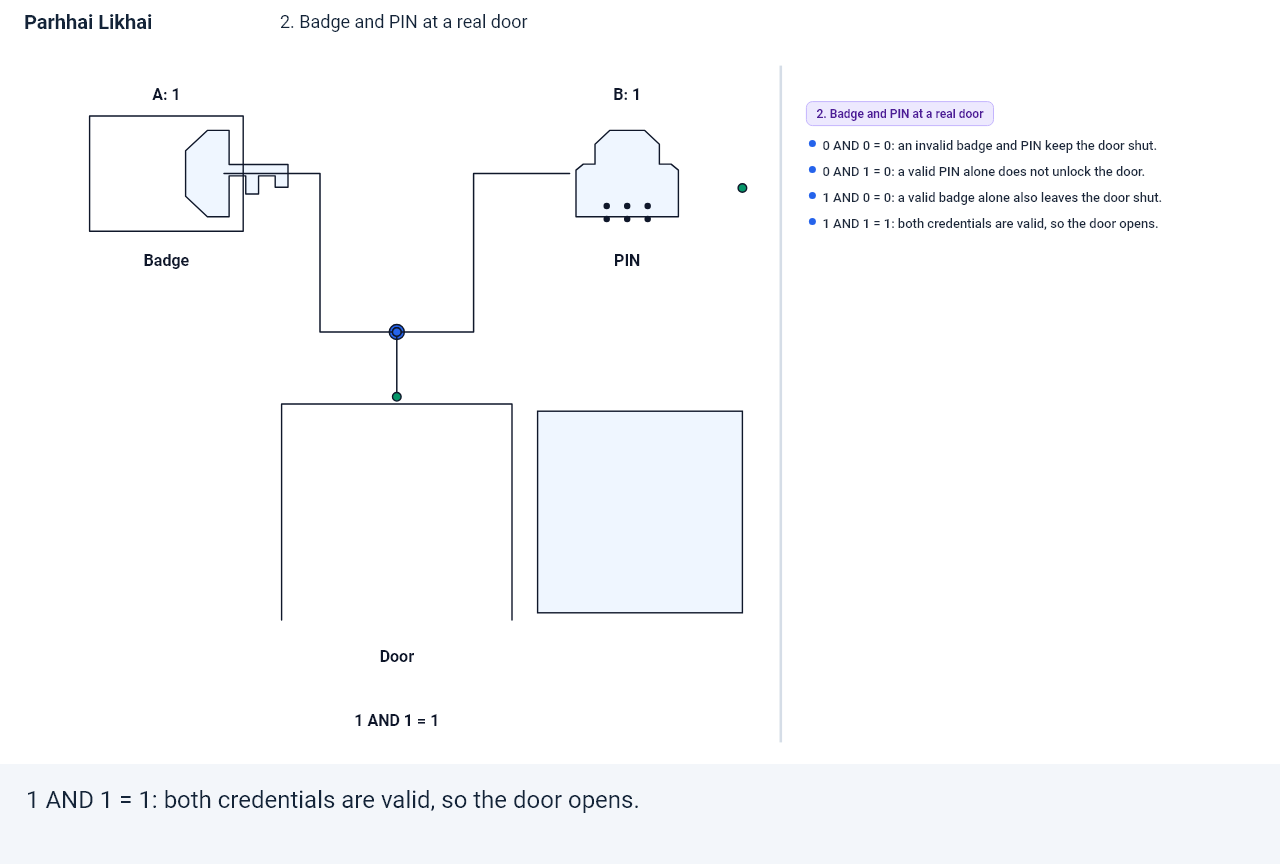 Parhhai Likhai
2. Badge and PIN at a real door
A: 1
B: 1
Badge
PIN
Door
1 AND 1 = 1
2. Badge and PIN at a real door
0 AND 0 = 0: an invalid badge and PIN keep the door shut.
0 AND 1 = 0: a valid PIN alone does not unlock the door.
1 AND 0 = 0: a valid badge alone also leaves the door shut.
1 AND 1 = 1: both credentials are valid, so the door opens.
1 AND 1 = 1: both credentials are valid, so the door opens.